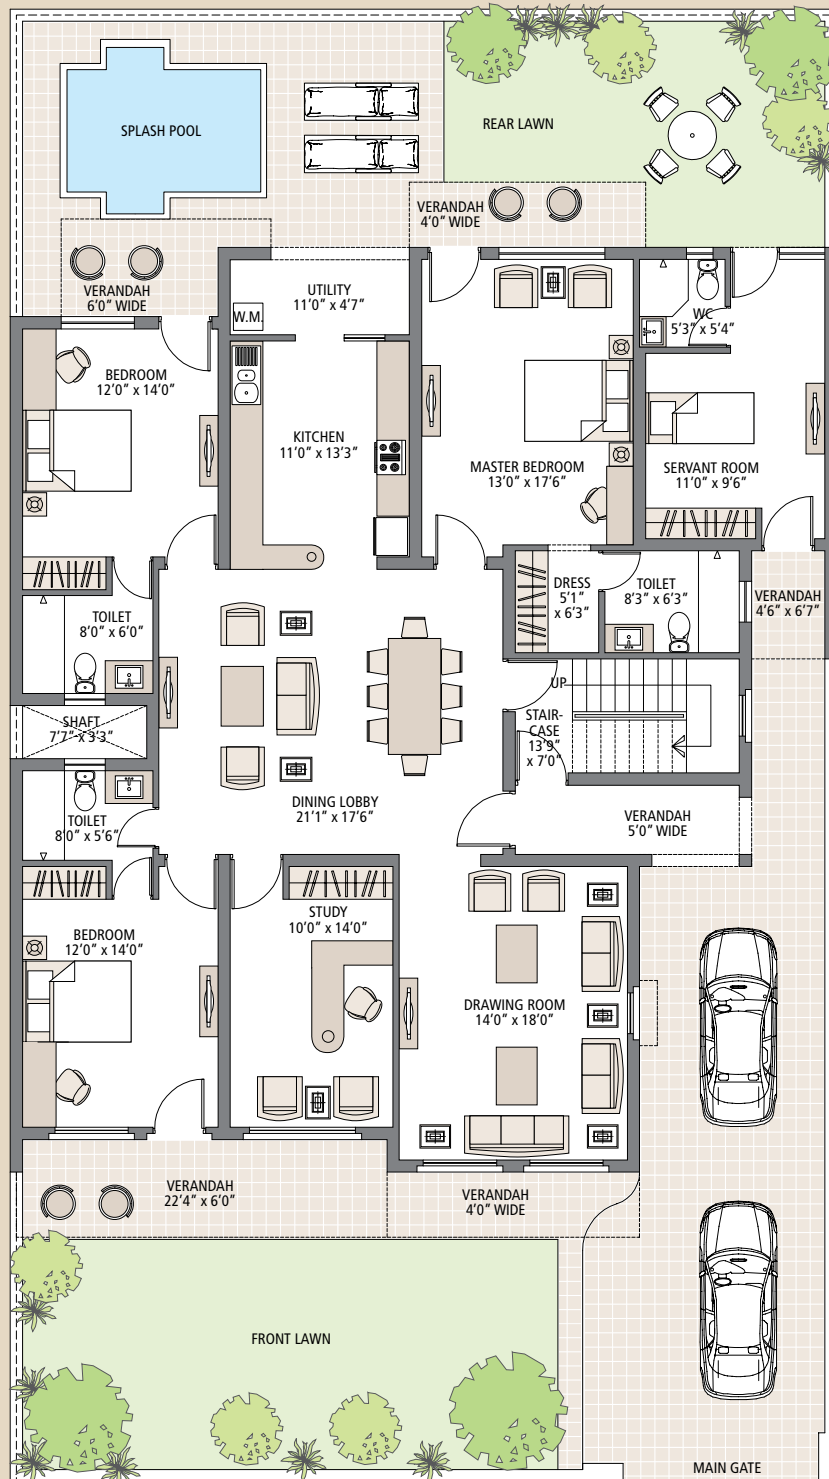 SPLASH POOL
REAR LAWN
VERANDAH
4'0" WIDE
VERANDAH
6'0" WIDE
UTILITY
11'0" x 4'7"
W.M.
WC
5'3" x 5'4"
BEDROOM
12'0" x 14'0"
KITCHEN
11'0" x 13'3"
MASTER BEDROOM
13'0" x 17'6"
SERVANT ROOM
11'0" x 9'6"
TOILET
8'0" x 6'0"
DRESS
5'1"
x 6'3"
TOILET
8'3" x 6'3"
VERANDAH
4'6" x 6'7"
UP
SHAFT
7'7" x 3'3"
STAIR-
CASE
13'9"
x 7'0"
DINING LOBBY
21'1" x 17'6"
TOILET
8'0" x 5'6"
VERANDAH
5'0" WIDE
BEDROOM
12'0" x 14'0"
STUDY
10'0" x 14'0"
DRAWING ROOM
14'0" x 18'0"
VERANDAH
22'4" x 6'0"
VERANDAH
4'0" WIDE
FRONT LAWN
MAIN GATE